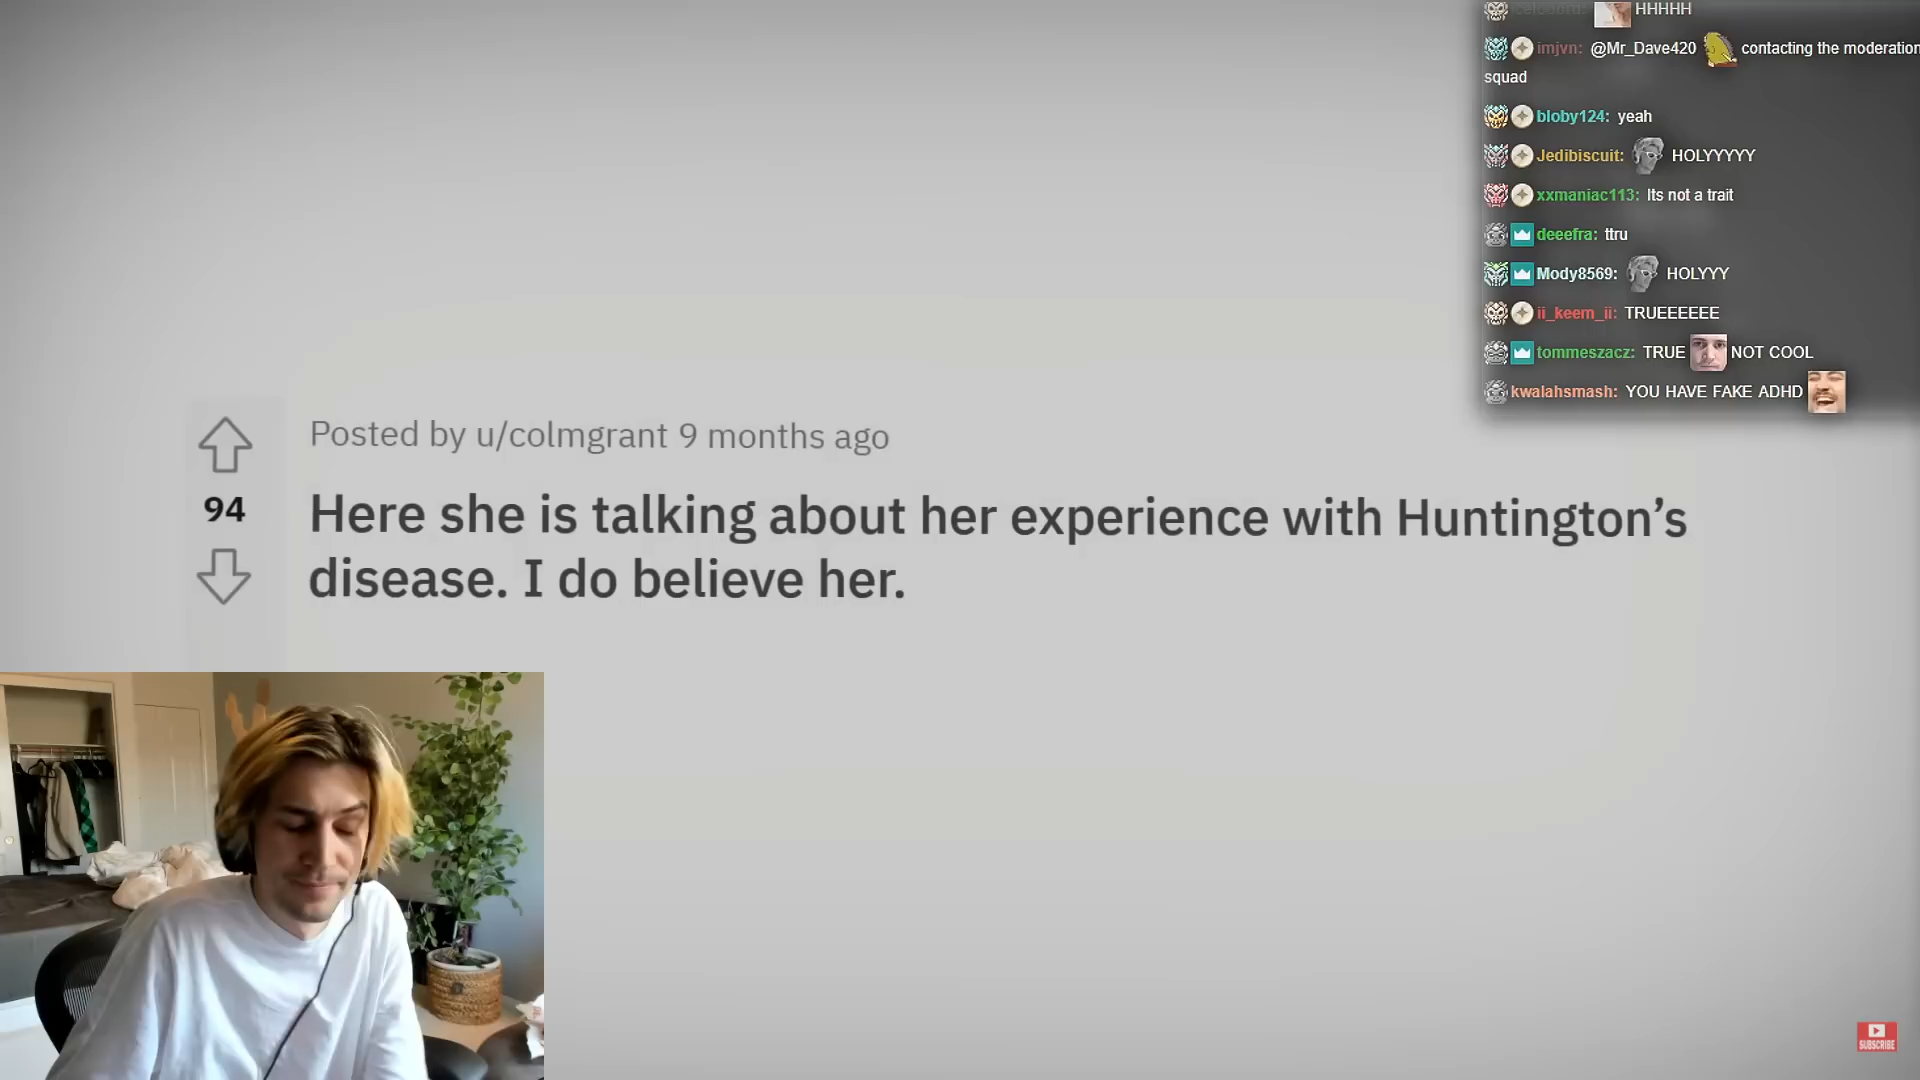 HHHHH
imjvn: @Mr_Dave420 contacting the moderation
squad
bloby124: yeah
Jedibiscuit: HOLYYYYY
xxmaniac113: Its not a trait
deeefra: ttru
Mody8569: HOLYYY
ii_keem_ii: TRUEEEEEE
tommeszacz: TRUE NOT COOL
kwalahsmash: YOU HAVE FAKE ADHD
Posted by u/colmgrant 9 months ago
94
Here she is talking about her experience with Huntington’s
disease. I do believe her.
SUBSCRIBE